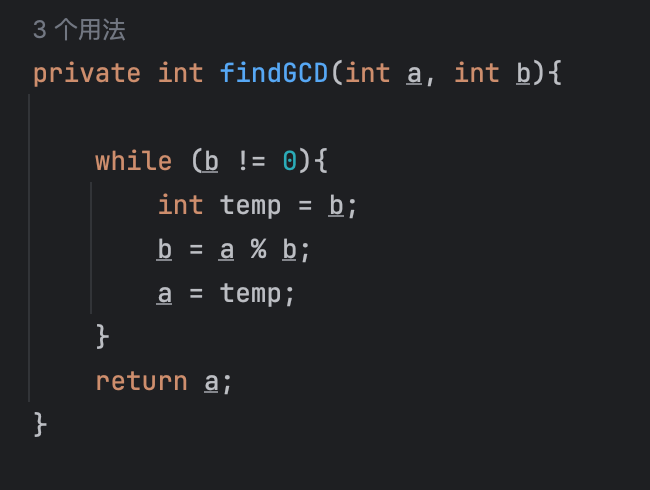 3 个用法
private int findGCD(int a, int b){
while (b != 0){
int temp = b;
b = a % b;
a = temp;
}
return a;
}